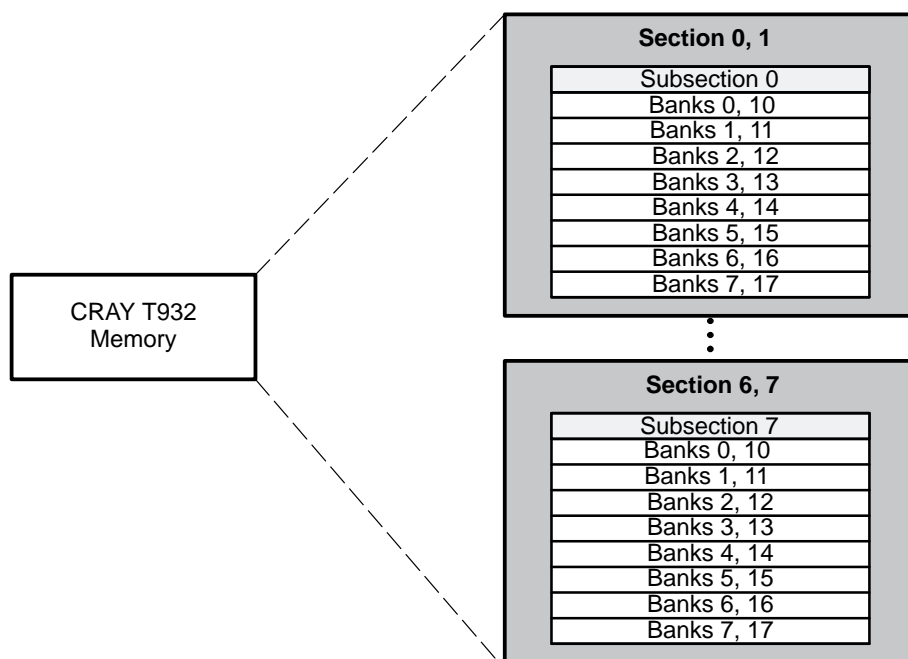 CRAY T932
Memory
Section 0, 1
Subsection 0
Banks 0, 10
Banks 1, 11
Banks 2, 12
Banks 3, 13
Banks 4, 14
Banks 5, 15
Banks 6, 16
Banks 7, 17
Section 6, 7
Subsection 7
Banks 0, 10
Banks 1, 11
Banks 2, 12
Banks 3, 13
Banks 4, 14
Banks 5, 15
Banks 6, 16
Banks 7, 17